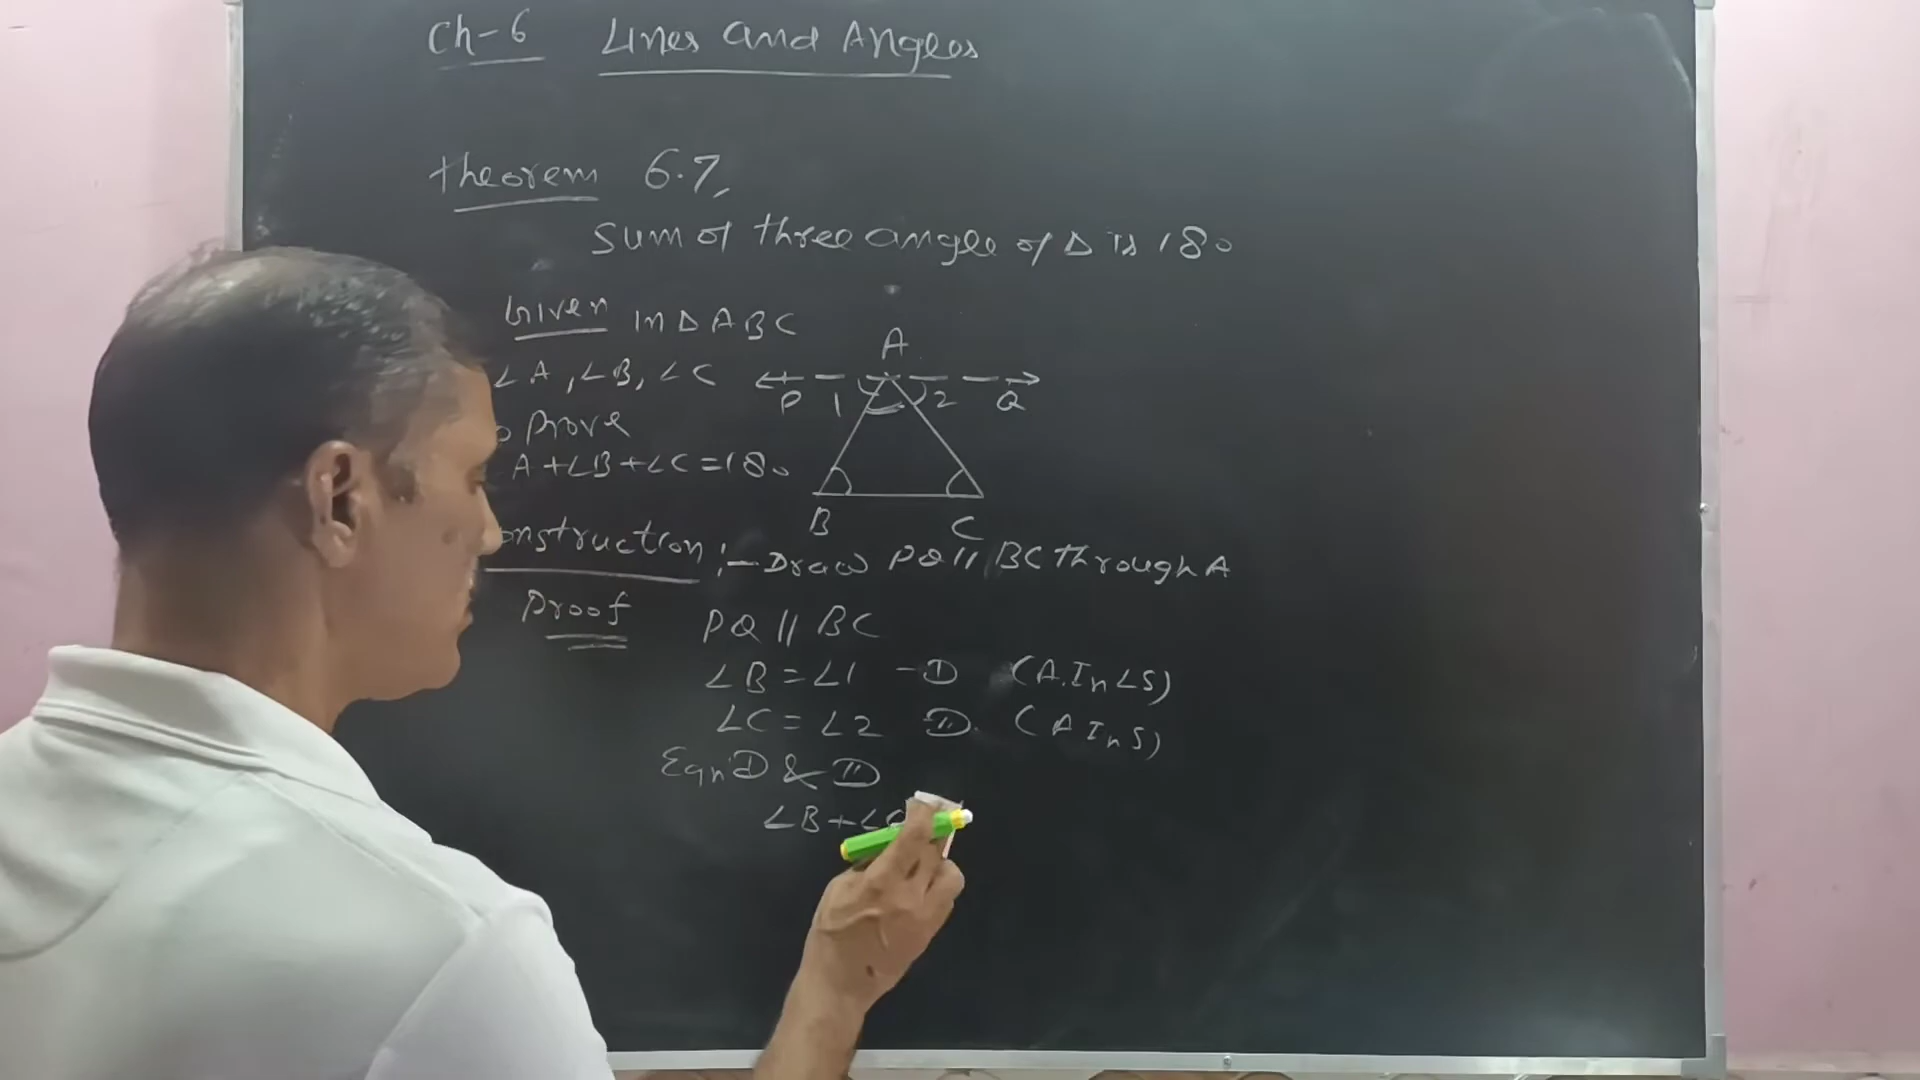 Ch-6 Lines and Angles
Theorem 6.7,
Sum of three angle of Δ is 180
Given in Δ ABC
∠A, ∠B, ∠C
o Prove
A+∠B+∠C=180
A
P 1 2 Q
B C
onstruction :- Draw PQ // BC through A
Proof PQ // BC
∠B = ∠1 - I (A.In ∠S)
∠C = ∠2 - II (A In S)
Eqn I & II
∠B + ∠C